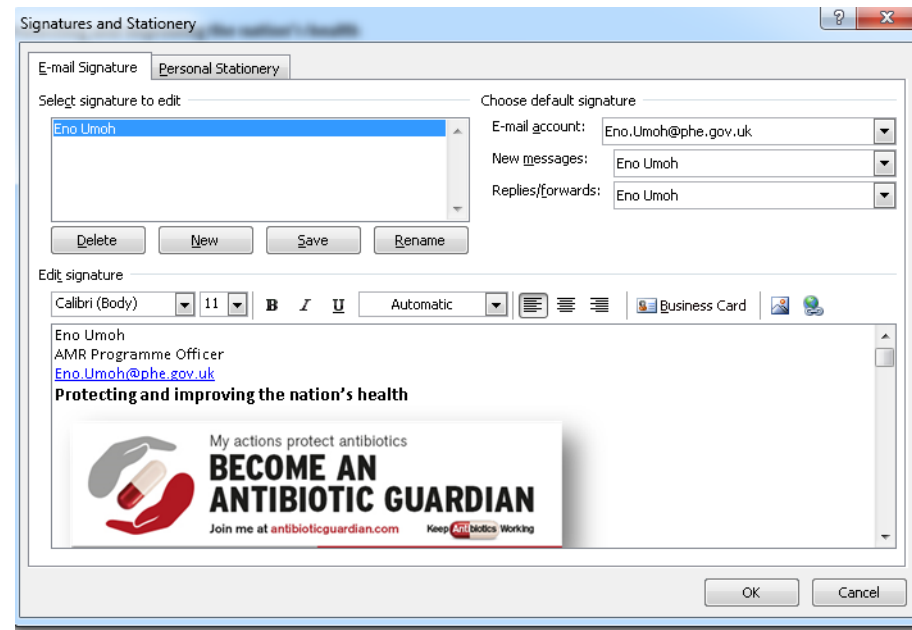 Signatures and Stationery
E-mail Signature
Personal Stationery
Select signature to edit
Eno Umoh
Delete
New
Save
Rename
Choose default signature
E-mail account:
Eno.Umoh@phe.gov.uk
New messages:
Eno Umoh
Replies/forwards:
Eno Umoh
Edit signature
Calibri (Body)
11
B
I
U
Automatic
Business Card
Eno Umoh
AMR Programme Officer
Eno.Umoh@phe.gov.uk
Protecting and improving the nation's health
My actions protect antibiotics
BECOME AN
ANTIBIOTIC GUARDIAN
Join me at antibioticguardian.com
Keep Antibiotics Working
OK
Cancel